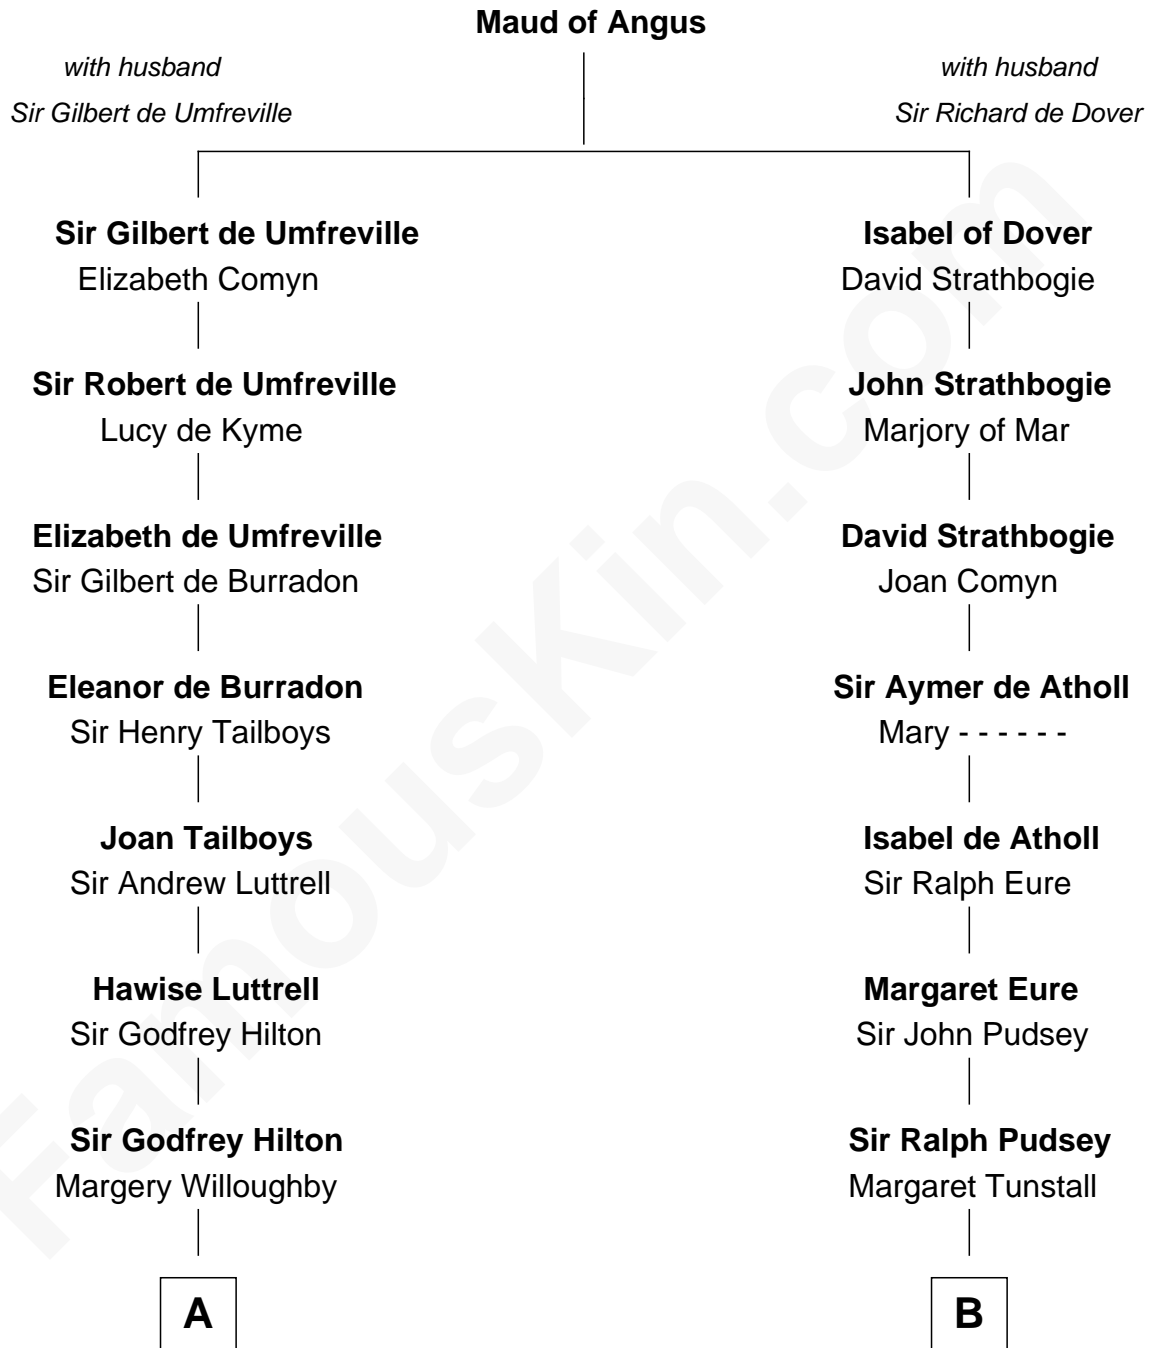 Maud of Angus
with husband
Sir Gilbert de Umfreville
with husband
Sir Richard de Dover
Sir Gilbert de Umfreville
Elizabeth Comyn
Isabel of Dover
David Strathbogie
Sir Robert de Umfreville
Lucy de Kyme
John Strathbogie
Marjory of Mar
Elizabeth de Umfreville
Sir Gilbert de Burradon
David Strathbogie
Joan Comyn
Eleanor de Burradon
Sir Henry Tailboys
Sir Aymer de Atholl
Mary - - - - - -
Joan Tailboys
Sir Andrew Luttrell
Isabel de Atholl
Sir Ralph Eure
Hawise Luttrell
Sir Godfrey Hilton
Margaret Eure
Sir John Pudsey
Sir Godfrey Hilton
Margery Willoughby
Sir Ralph Pudsey
Margaret Tunstall
A
B
FamousKin.com